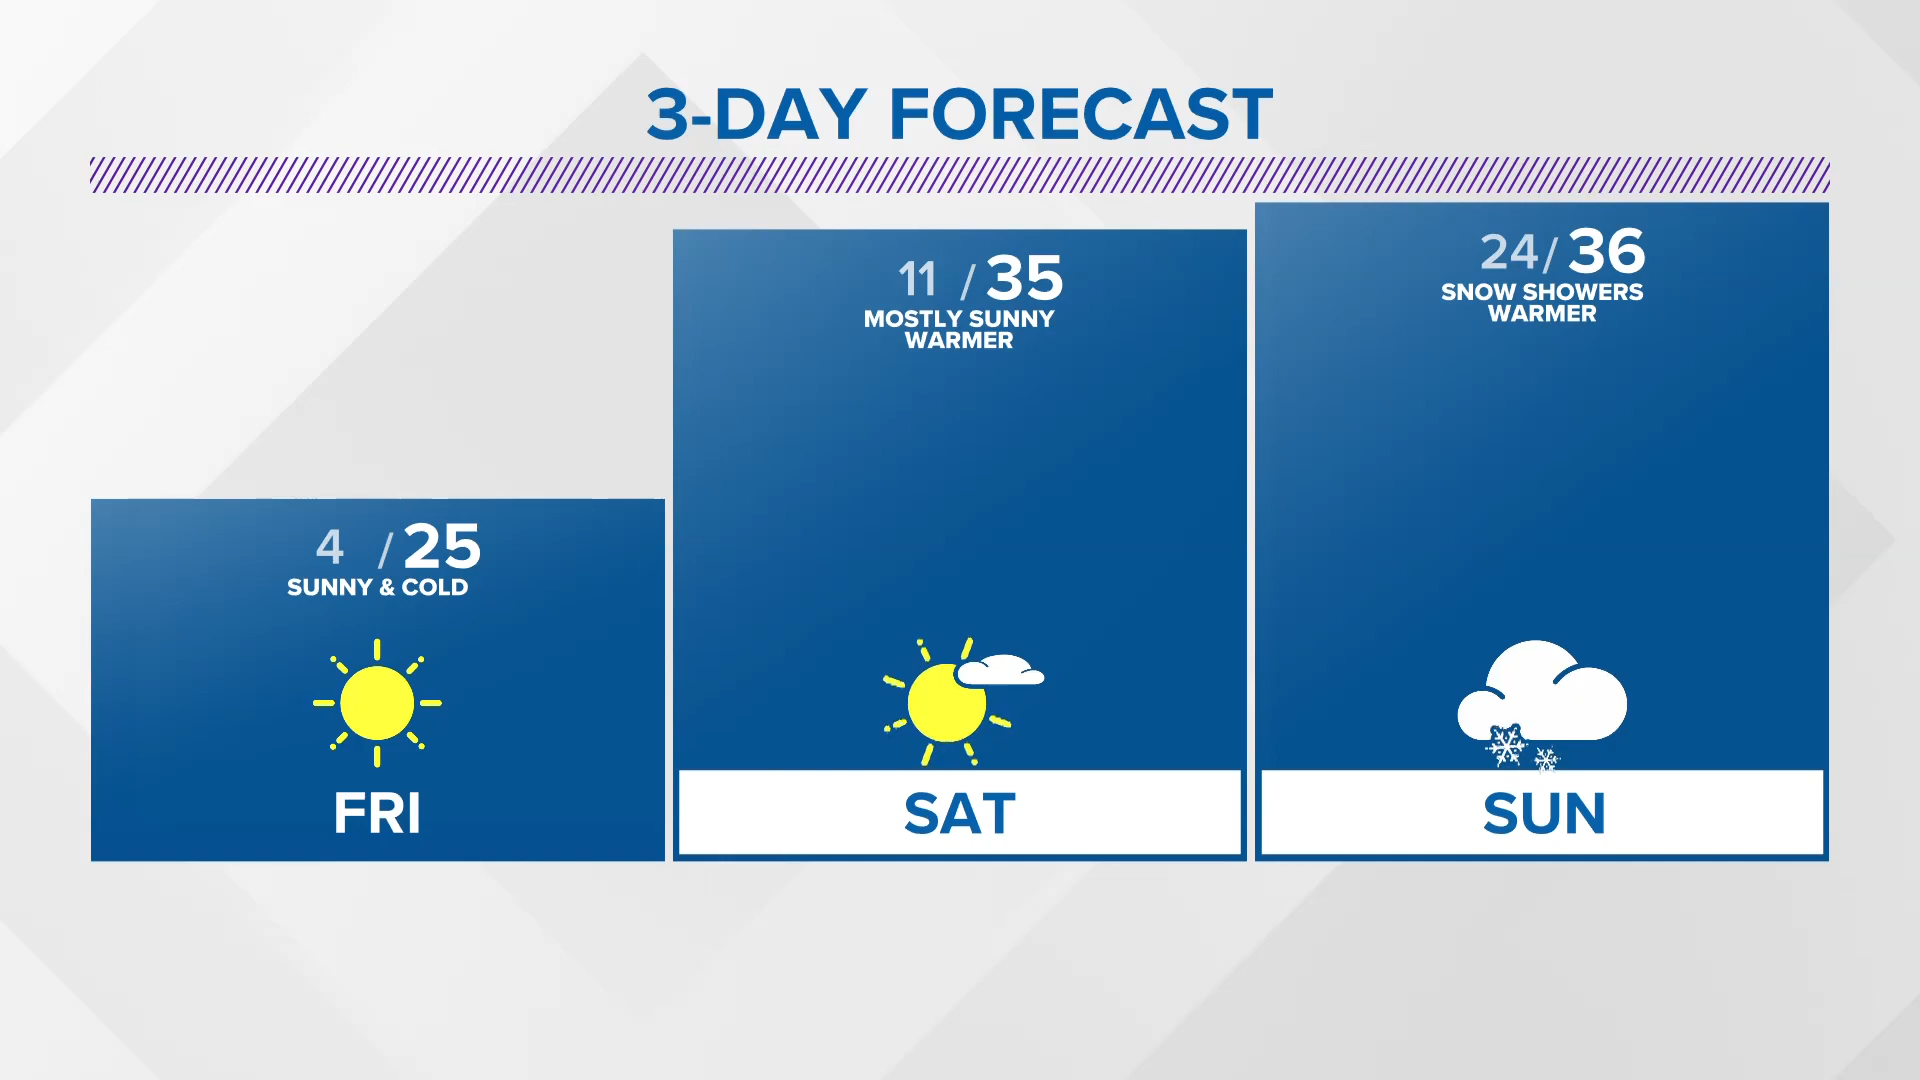 3-DAY FORECAST
4 / 25
SUNNY & COLD
FRI
11 / 35
MOSTLY SUNNY
WARMER
SAT
24 / 36
SNOW SHOWERS
WARMER
SUN